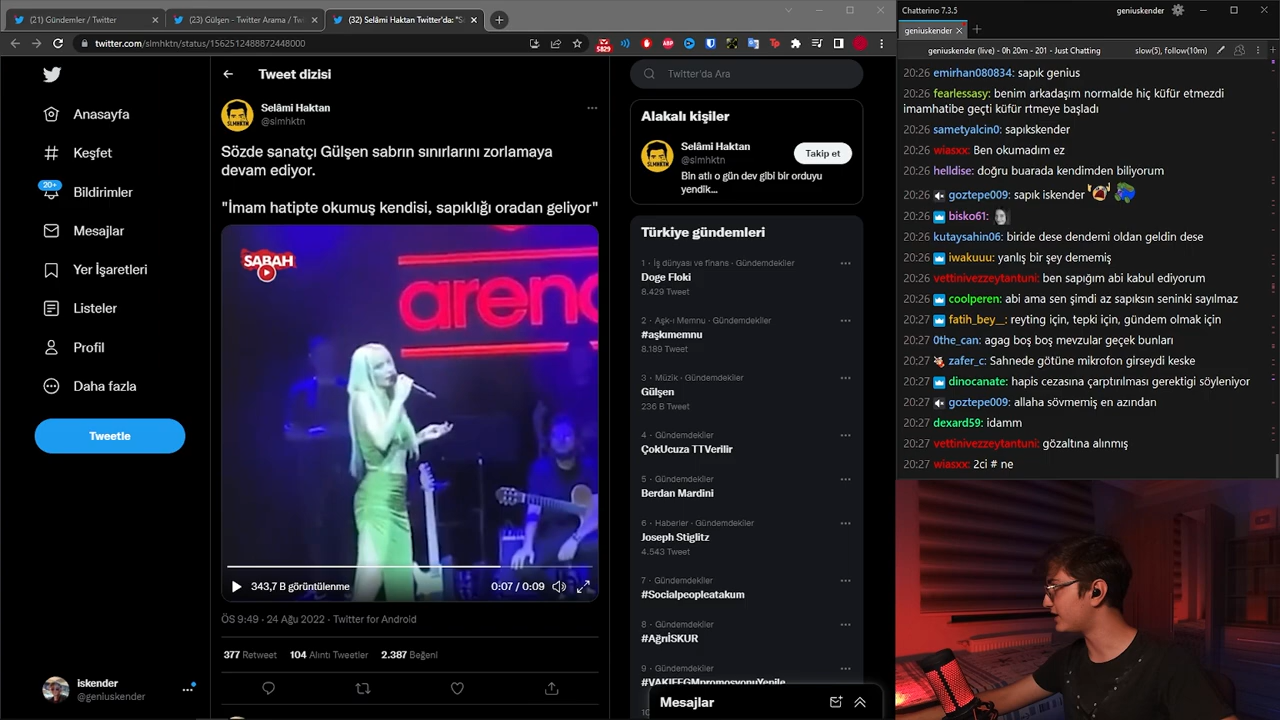 (21) Gündemler / Twitter
(23) Gülşen - Twitter Arama / Twi
(32) Selâmi Haktan Twitter'da: "Sö
twitter.com/slmhktn/status/1562512488872448000
5829
ABP
Tp
Anasayfa
Keşfet
20+
Bildirimler
Mesajlar
Yer İşaretleri
Listeler
Profil
Daha fazla
Tweetle
iskender
@geniuskender
Tweet dizisi
Selâmi Haktan
@slmhktn
Sözde sanatçı Gülşen sabrın sınırlarını zorlamaya
devam ediyor.
"İmam hatipte okumuş kendisi, sapıklığı oradan geliyor"
SABAH
arena
343,7 B görüntülenme
0:07 / 0:09
ÖS 9:49 · 24 Ağu 2022 · Twitter for Android
377 Retweet 104 Alıntı Tweetler 2.387 Beğeni
Twitter'da Ara
Alakalı kişiler
Selâmi Haktan
@slmhktn
Takip et
Bin atlı o gün dev gibi bir orduyu
yendik...
Türkiye gündemleri
1 · İş dünyası ve finans · Gündemdekiler
Doge Floki
8.429 Tweet
2 · Aşk-ı Memnu · Gündemdekiler
#aşkımemnu
8.189 Tweet
3 · Müzik · Gündemdekiler
Gülşen
236 B Tweet
4 · Gündemdekiler
ÇokUcuza TTVerilir
5 · Gündemdekiler
Berdan Mardini
6 · Haberler · Gündemdekiler
Joseph Stiglitz
4.543 Tweet
7 · Gündemdekiler
#Socialpeopleatakum
8 · Gündemdekiler
#AğrıİŞKUR
9 · Gündemdekiler
#VAKIFEGMpromosyonuYenile
10
Mesajlar
Chatterino 7.3.5
geniuskender
geniuskender
geniuskender (live) - 0h 20m - 201 - Just Chatting
slow(5), follow(10m)
20:26 emirhan080834: sapık genius
20:26 fearlessasy: benim arkadaşım normalde hiç küfür etmezdi
imamhatibe geçti küfür rtmeye başladı
20:26 sametyalcin0: sapıkskender
20:26 wiasxx: Ben okumadım ez
20:26 helldise: doğru buarada kendimden biliyorum
20:26 goztepe009: sapık iskender
20:26 bisko61:
20:26 kutaysahin06: biride dese dendemi oldan geldin dese
20:26 iwakuuu: yanlış bir şey dememiş
20:26 vettinivezzeytantuni: ben sapığım abi kabul ediyorum
20:26 coolperen: abi ama sen şimdi az sapıksın seninki sayılmaz
20:27 fatih_bey__: reyting için, tepki için, gündem olmak için
20:27 0the_can: agag boş boş mevzular geçek bunları
20:27 zafer_c: Sahnede götüne mikrofon girseydi keske
20:27 dinocanate: hapis cezasına çarptırılması gerektigi söyleniyor
20:27 goztepe009: allaha sövmemiş en azından
20:27 dexard59: idamm
20:27 vettinivezzeytantuni: gözaltına alınmış
20:27 wiasxx: 2ci # ne